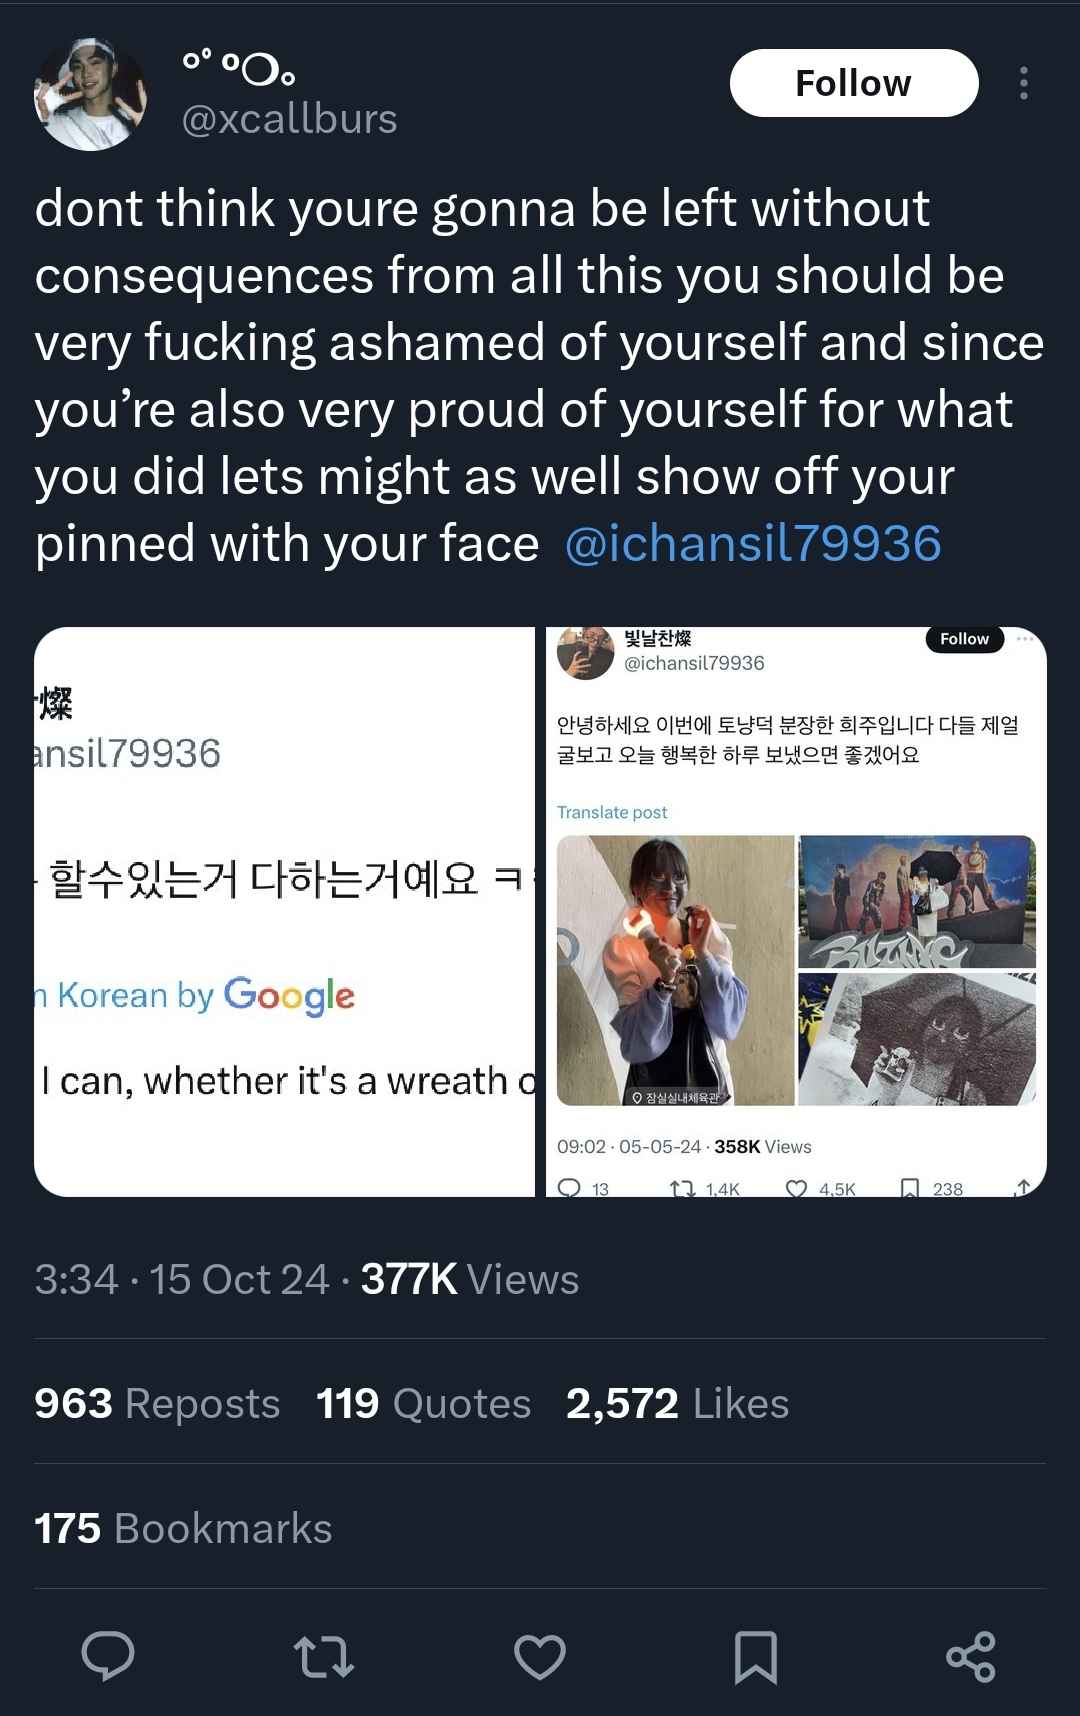 Follow
@xcallburs
dont think youre gonna be left without
consequences from all this you should be
very fucking ashamed of yourself and since
you’re also very proud of yourself for what
you did lets might as well show off your
pinned with your face @ichansil79936
燦
ansil79936
할수있는거 다하는거예요 ㅋ
n Korean by Google
I can, whether it's a wreath o
빛날찬燦
Follow
@ichansil79936
안녕하세요 이번에 토냥덕 분장한 희주입니다 다들 제얼
굴보고 오늘 행복한 하루 보냈으면 좋겠어요
Translate post
잠실실내체육관
09:02 · 05-05-24 · 358K Views
13 1,4K 4,5K 238
3:34 · 15 Oct 24 · 377K Views
963 Reposts 119 Quotes 2,572 Likes
175 Bookmarks